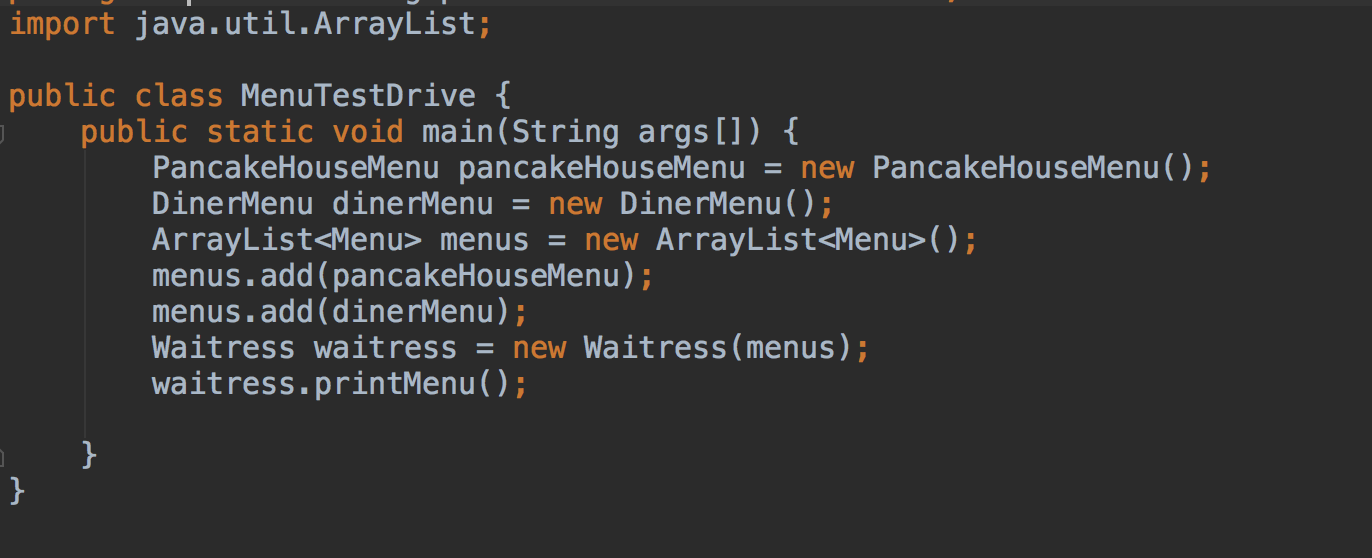 import java.util.ArrayList;
public class MenuTestDrive {
public static void main(String args[]) {
PancakeHouseMenu pancakeHouseMenu = new PancakeHouseMenu();
DinerMenu dinerMenu = new DinerMenu();
ArrayList<Menu> menus = new ArrayList<Menu>();
menus.add(pancakeHouseMenu);
menus.add(dinerMenu);
Waitress waitress = new Waitress(menus);
waitress.printMenu();
}
}